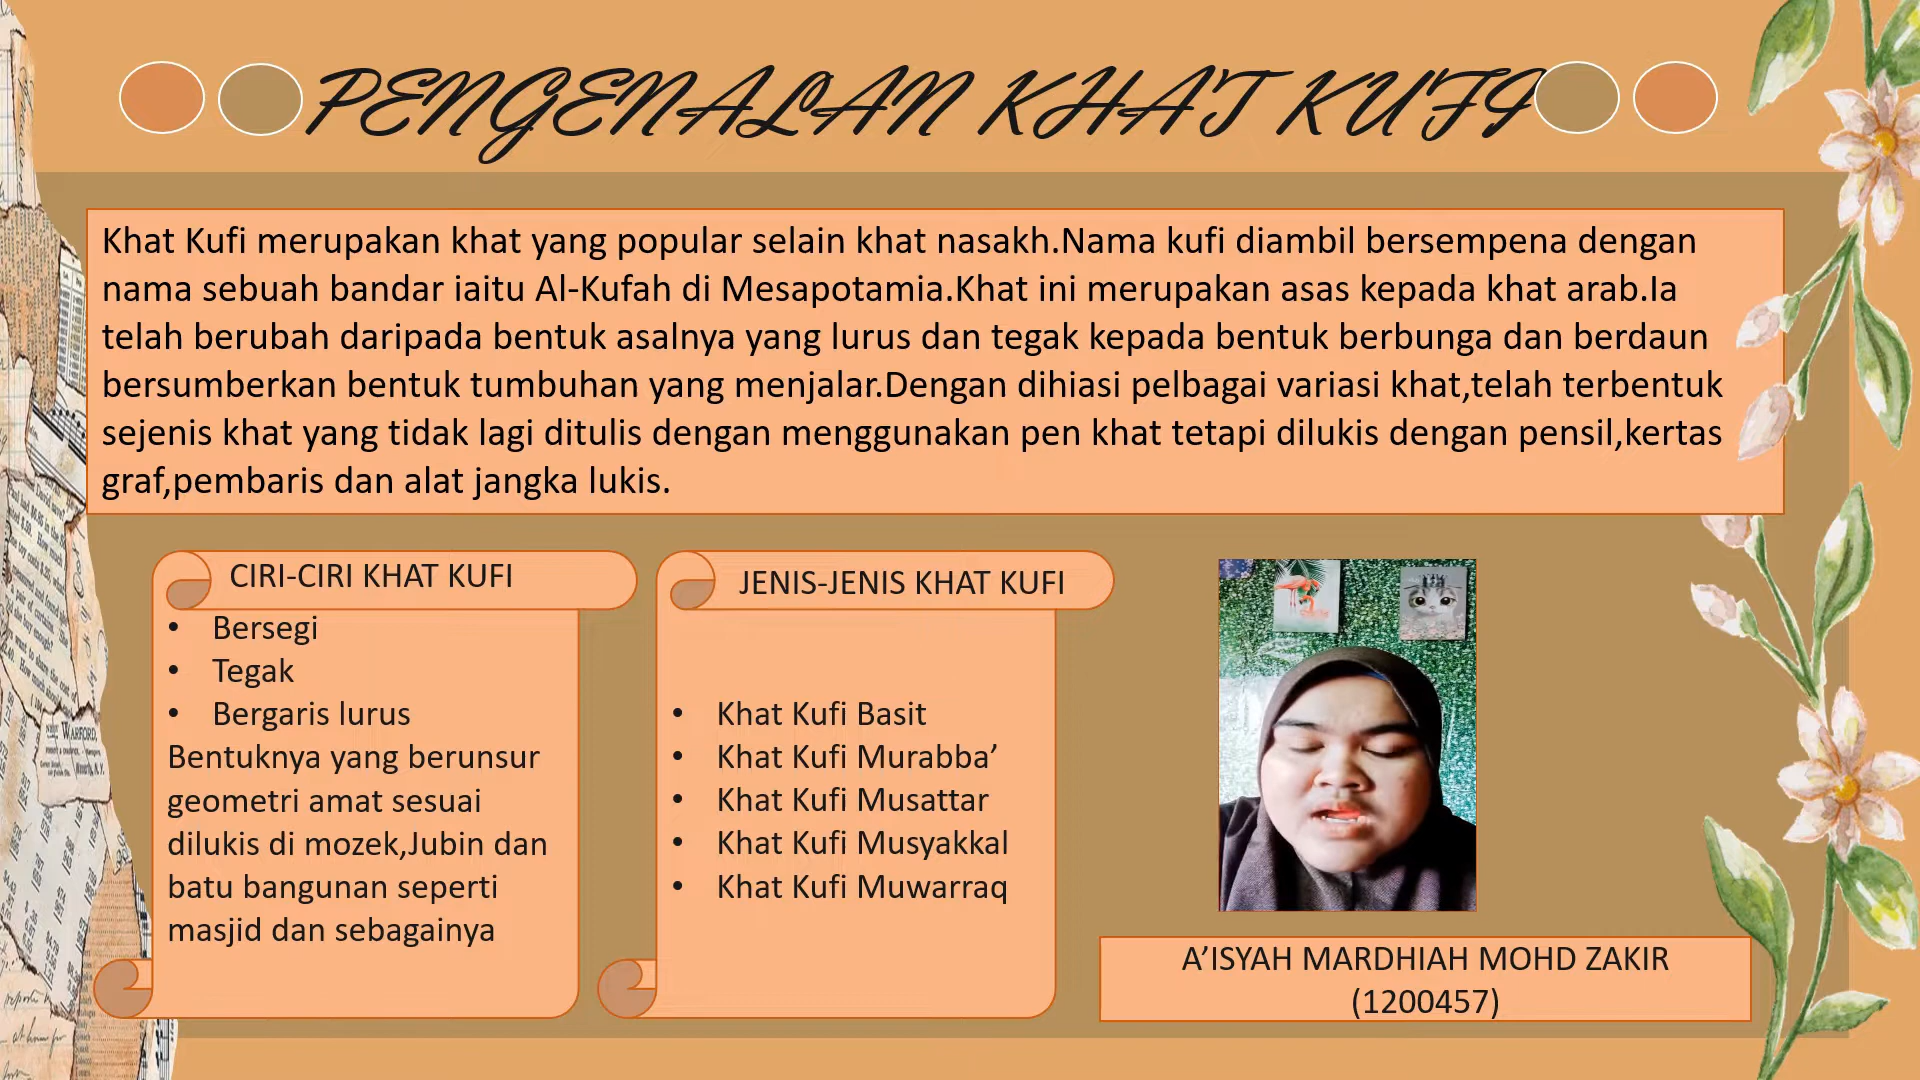 PENGENALAN KHAT KUFI
Khat Kufi merupakan khat yang popular selain khat nasakh.Nama kufi diambil bersempena dengan
nama sebuah bandar iaitu Al-Kufah di Mesapotamia.Khat ini merupakan asas kepada khat arab.Ia
telah berubah daripada bentuk asalnya yang lurus dan tegak kepada bentuk berbunga dan berdaun
bersumberkan bentuk tumbuhan yang menjalar.Dengan dihiasi pelbagai variasi khat,telah terbentuk
sejenis khat yang tidak lagi ditulis dengan menggunakan pen khat tetapi dilukis dengan pensil,kertas
graf,pembaris dan alat jangka lukis.
CIRI-CIRI KHAT KUFI
• Bersegi
• Tegak
• Bergaris lurus
Bentuknya yang berunsur
geometri amat sesuai
dilukis di mozek,Jubin dan
batu bangunan seperti
masjid dan sebagainya
JENIS-JENIS KHAT KUFI
• Khat Kufi Basit
• Khat Kufi Murabba’
• Khat Kufi Musattar
• Khat Kufi Musyakkal
• Khat Kufi Muwarraq
A’ISYAH MARDHIAH MOHD ZAKIR
(1200457)
WARFORD,